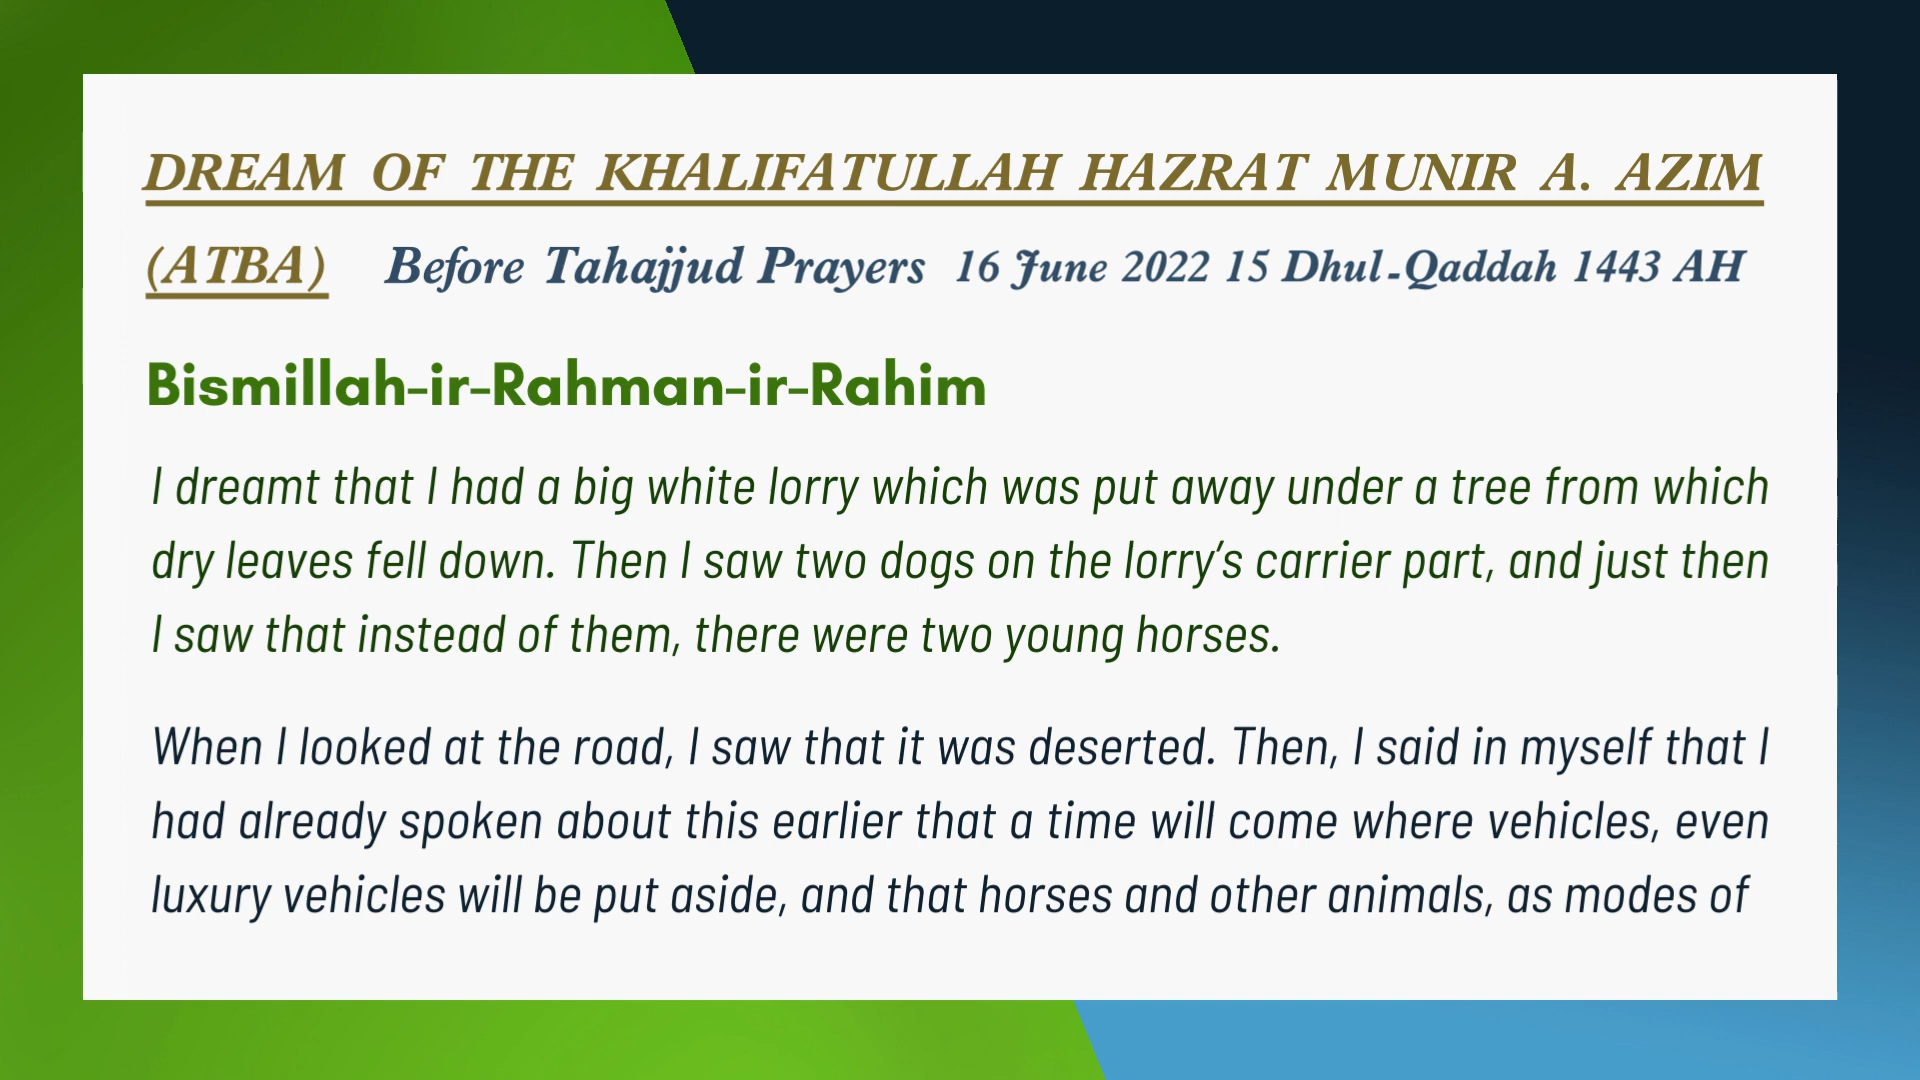 DREAM OF THE KHALIFATULLAH HAZRAT MUNIR A. AZIM
(ATBA) Before Tahajjud Prayers 16 June 2022 15 Dhul-Qaddah 1443 AH
Bismillah-ir-Rahman-ir-Rahim
I dreamt that I had a big white lorry which was put away under a tree from which
dry leaves fell down. Then I saw two dogs on the lorry’s carrier part, and just then
I saw that instead of them, there were two young horses.
When I looked at the road, I saw that it was deserted. Then, I said in myself that I
had already spoken about this earlier that a time will come where vehicles, even
luxury vehicles will be put aside, and that horses and other animals, as modes of